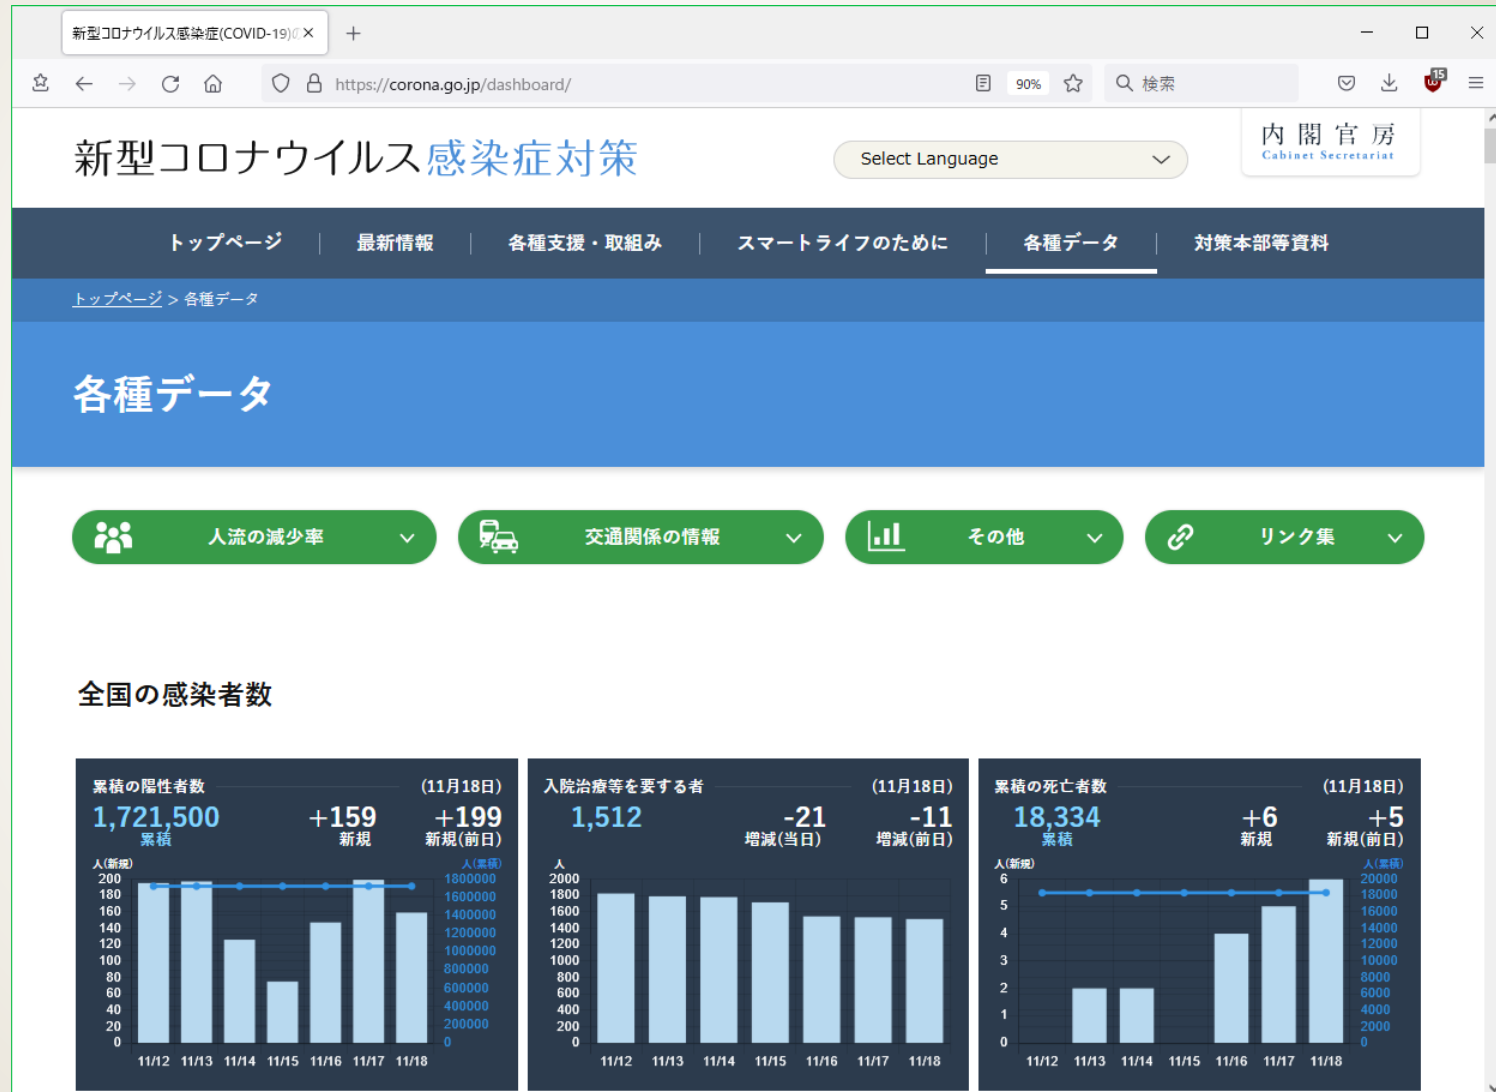 新型コロナウイルス感染症(COVID-19)の
https://corona.go.jp/dashboard/
90%
検索
15
新型コロナウイルス感染症対策
Select Language
内閣官房
Cabinet Secretariat
トップページ 最新情報 各種支援・取組み スマートライフのために 各種データ 対策本部等資料
トップページ > 各種データ
各種データ
人流の減少率 交通関係の情報 その他 リンク集
全国の感染者数
累積の陽性者数 (11月18日)
1,721,500 +159 +199
累積 新規 新規(前日)
人(新規) 人(累積)
200 1800000
180 1600000
160 1400000
140 1200000
120 1000000
100 800000
80 600000
60 400000
40 200000
20 0
0
11/12 11/13 11/14 11/15 11/16 11/17 11/18
入院治療等を要する者 (11月18日)
1,512 -21 -11
増減(当日) 増減(前日)
人
2000
1800
1600
1400
1200
1000
800
600
400
200
0
11/12 11/13 11/14 11/15 11/16 11/17 11/18
累積の死亡者数 (11月18日)
18,334 +6 +5
累積 新規 新規(前日)
人(新規) 人(累積)
6 20000
18000
5 16000
4 14000
12000
3 10000
8000
2 6000
1 4000
2000
0 0
11/12 11/13 11/14 11/15 11/16 11/17 11/18